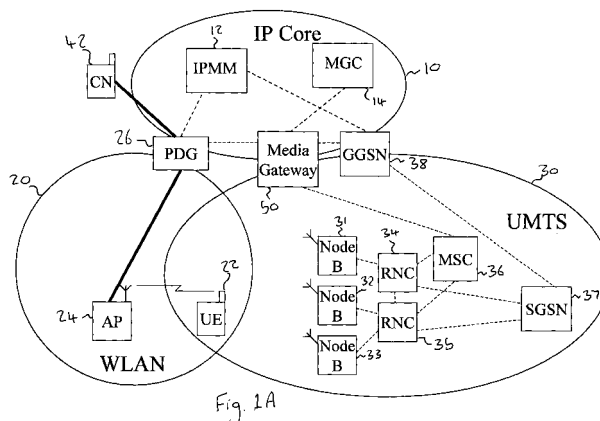 IP Core
42
12
CN
IPMM
MGC
10
14
26
PDG
Media
Gateway
GGSN
38
20
50
30
UMTS
31
Node
B
34
RNC
MSC
36
22
32
Node
B
SGSN
37
24
AP
UE
RNC
35
WLAN
Node
B
33
Fig. 1A